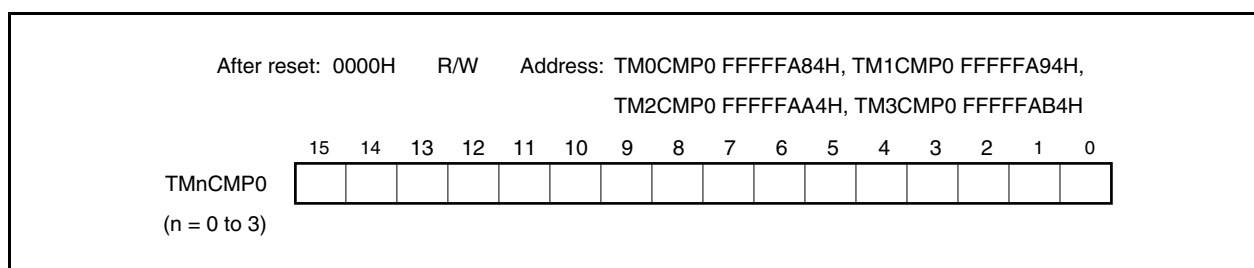 After reset: 0000H R/W Address: TM0CMP0 FFFFFA84H, TM1CMP0 FFFFFA94H,
TM2CMP0 FFFFFAA4H, TM3CMP0 FFFFFAB4H
15 14 13 12 11 10 9 8 7 6 5 4 3 2 1 0
TMnCMP0
(n = 0 to 3)